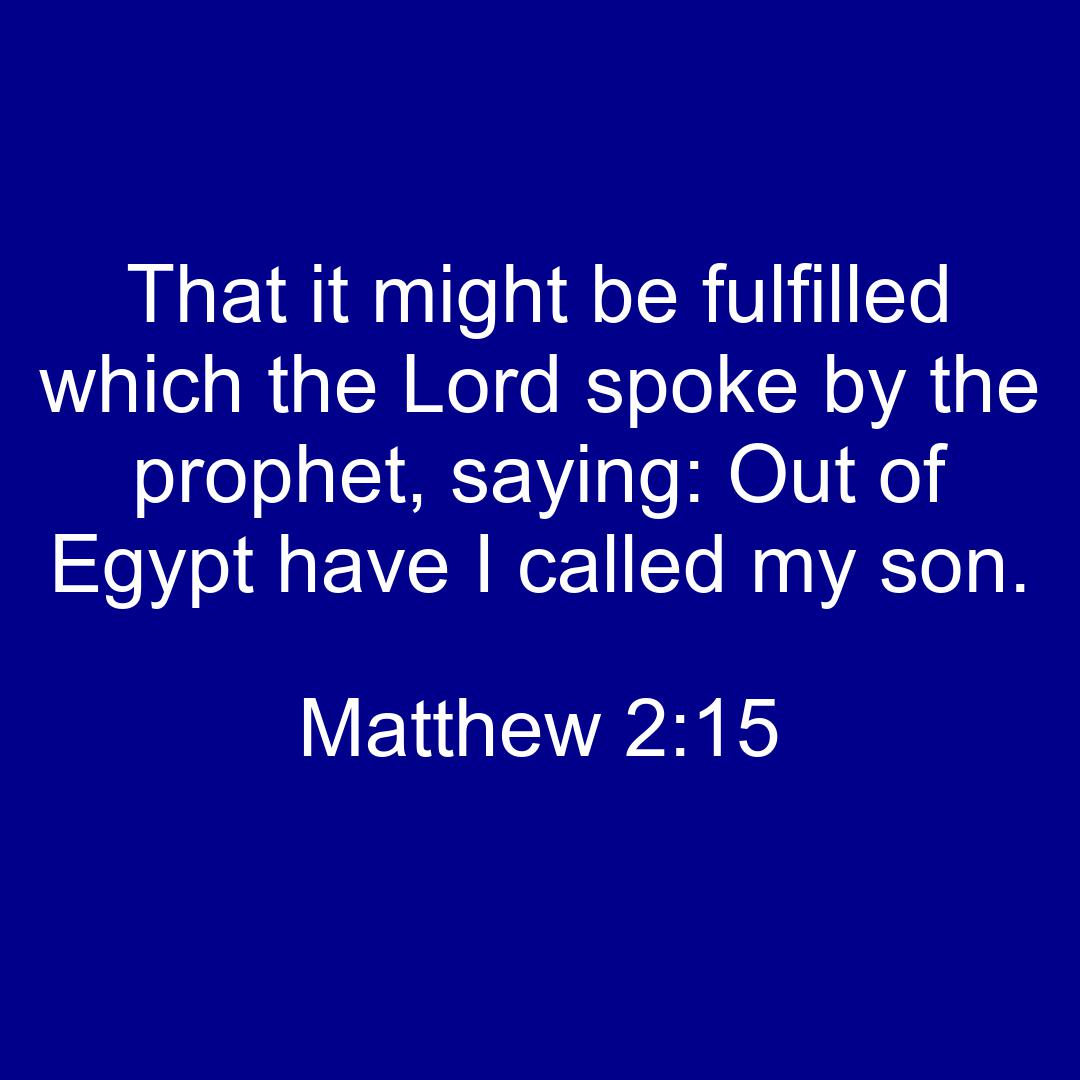 That it might be fulfilled
which the Lord spoke by the
prophet, saying: Out of
Egypt have I called my son.
Matthew 2:15